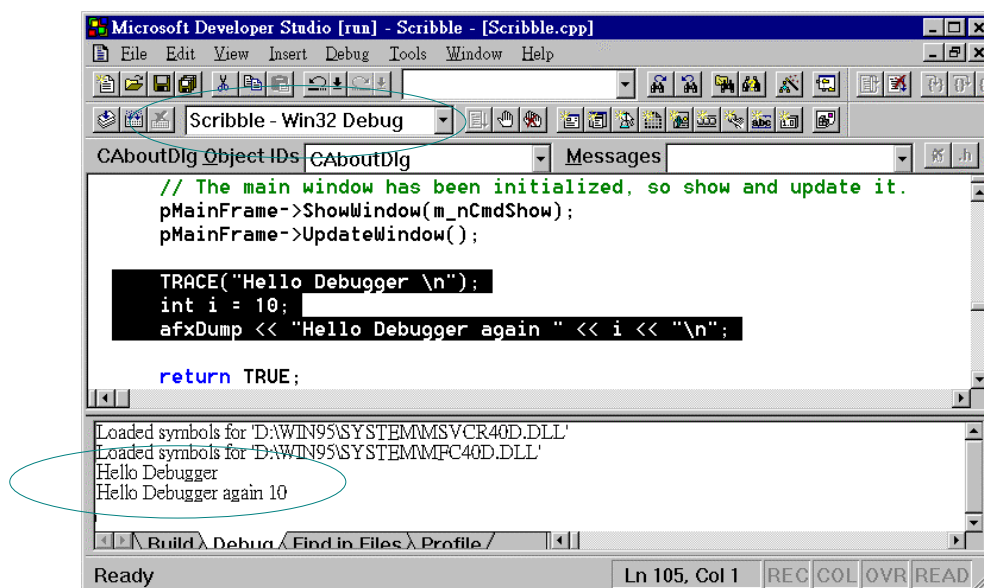 Microsoft Developer Studio [run] - Scribble - [Scribble.cpp]
File Edit View Insert Debug Tools Window Help
Scribble - Win32 Debug
CAboutDlg Object IDs CAboutDlg Messages .h
// The main window has been initialized, so show and update it.
pMainFrame->ShowWindow(m_nCmdShow);
pMainFrame->UpdateWindow();
TRACE("Hello Debugger \n");
int i = 10;
afxDump << "Hello Debugger again " << i << "\n";
return TRUE;
Loaded symbols for 'D:\WIN95\SYSTEM\MSVCR40D.DLL'
Loaded symbols for 'D:\WIN95\SYSTEM\MFC40D.DLL'
Hello Debugger
Hello Debugger again 10
Build Debug Find in Files Profile
Ready Ln 105, Col 1 REC COL OVR READ